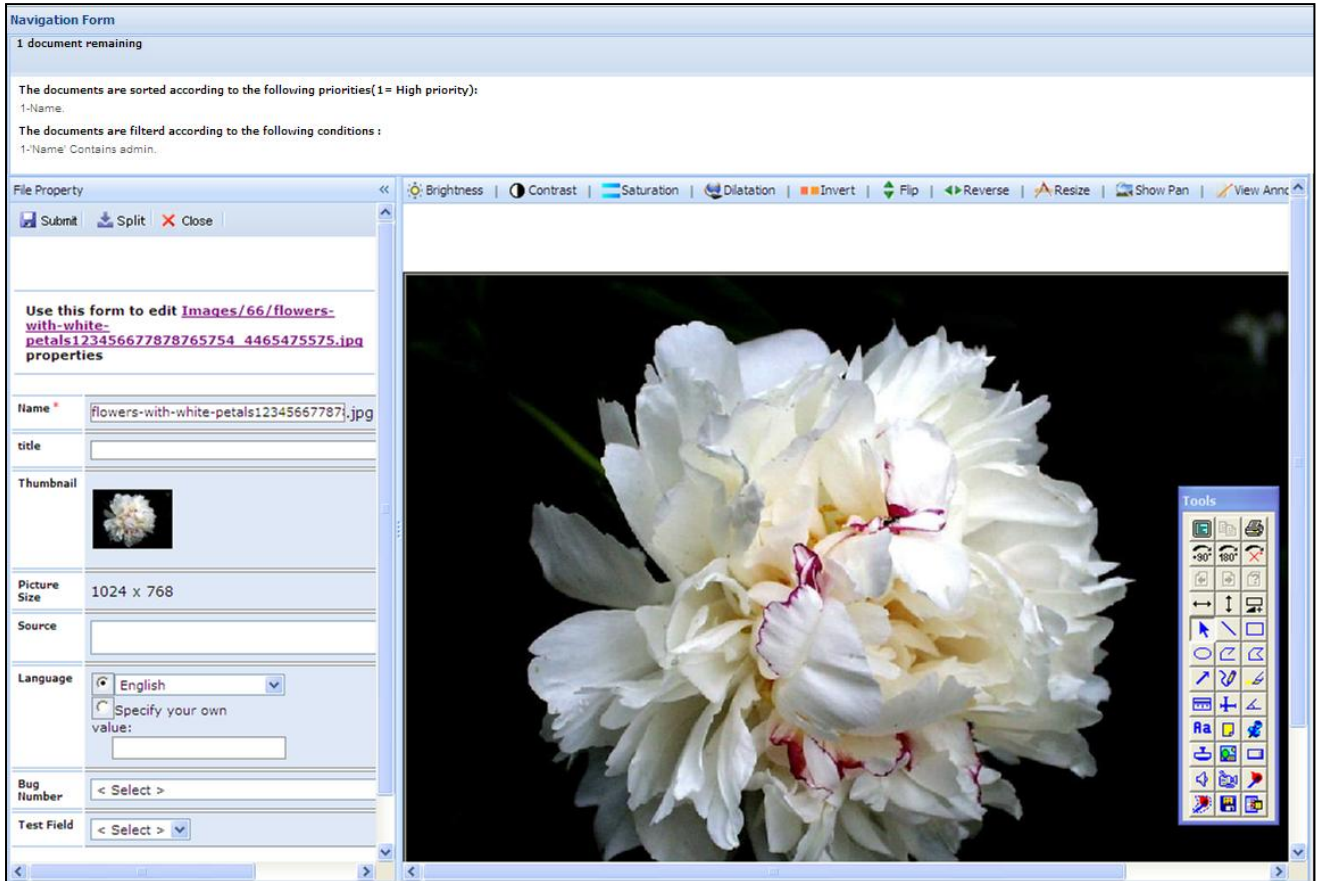 Navigation Form
1 document remaining
The documents are sorted according to the following priorities(1= High priority):
1-Name.
The documents are filterd according to the following conditions :
1-'Name' Contains admin.
File Property «
Submit Split Close
Use this form to edit Images/66/flowers-
with-white-
petals123456677878765754_4465475575.jpg
properties
Name * flowers-with-white-petals12345667787 .jpg
title
Thumbnail
Picture
Size
1024 x 768
Source
Language
English
Specify your own
value:
Bug
Number
< Select >
Test Field < Select >
Brightness | Contrast | Saturation | Dilatation | Invert | Flip | Reverse | Resize | Show Pan | View Anno
Tools
+90° 180°
Aa